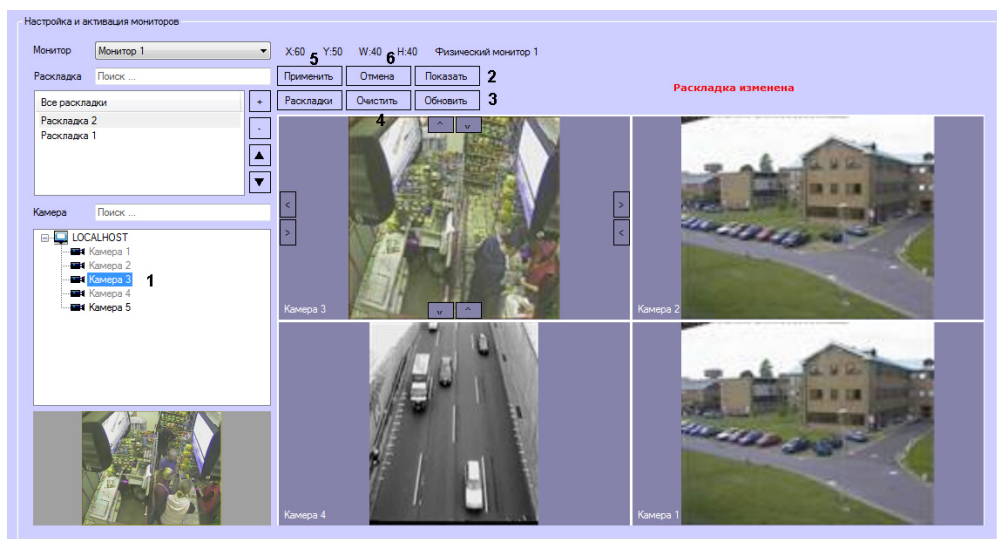 Настройка и активация мониторов
Монитор Монитор 1 X:60 Y:50 W:40 H:40 Физический монитор 1
5 6
Раскладка Поиск ... Применить Отмена Показать 2
Раскладка изменена
Все раскладки + Раскладки Очистить Обновить 3
4
Раскладка 2
Раскладка 1 -
▲
▼
^ v
< >
> <
v ^
Камера Поиск ...
LOCALHOST
Камера 1
Камера 2
Камера 3 1
Камера 4
Камера 5
Камера 3 Камера 2
Камера 4 Камера 1